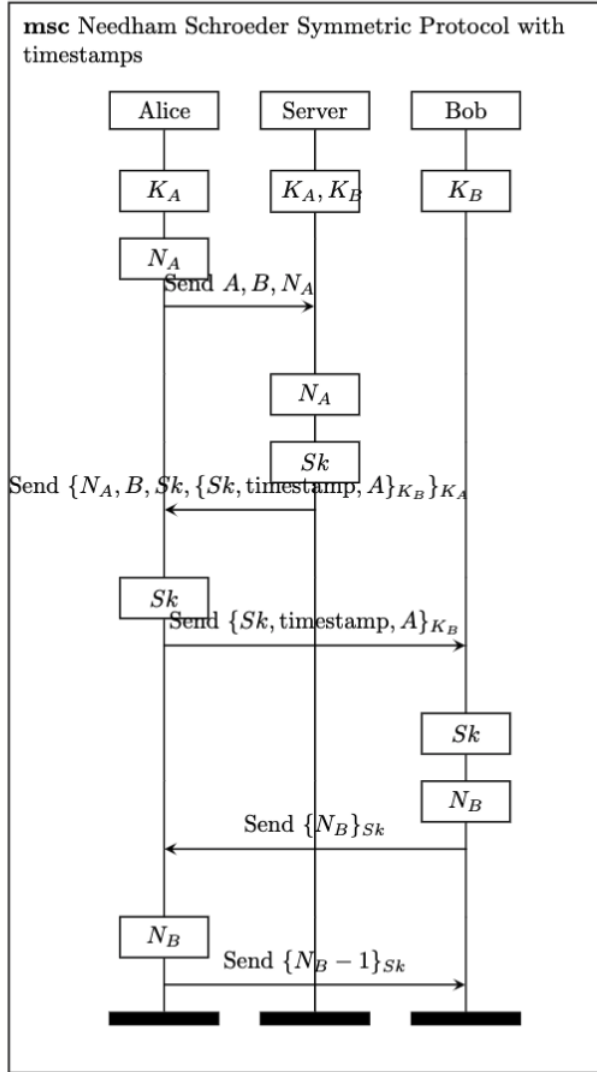 msc Needham Schroeder Symmetric Protocol with
timestamps
Alice Server Bob
K_A K_A, K_B K_B
N_A
Send A, B, N_A
N_A
Sk
Send {N_A, B, Sk, {Sk, timestamp, A}_{K_B}}_{K_A}
Sk
Send {Sk, timestamp, A}_{K_B}
Sk
N_B
Send {N_B}_{Sk}
N_B
Send {N_B − 1}_{Sk}